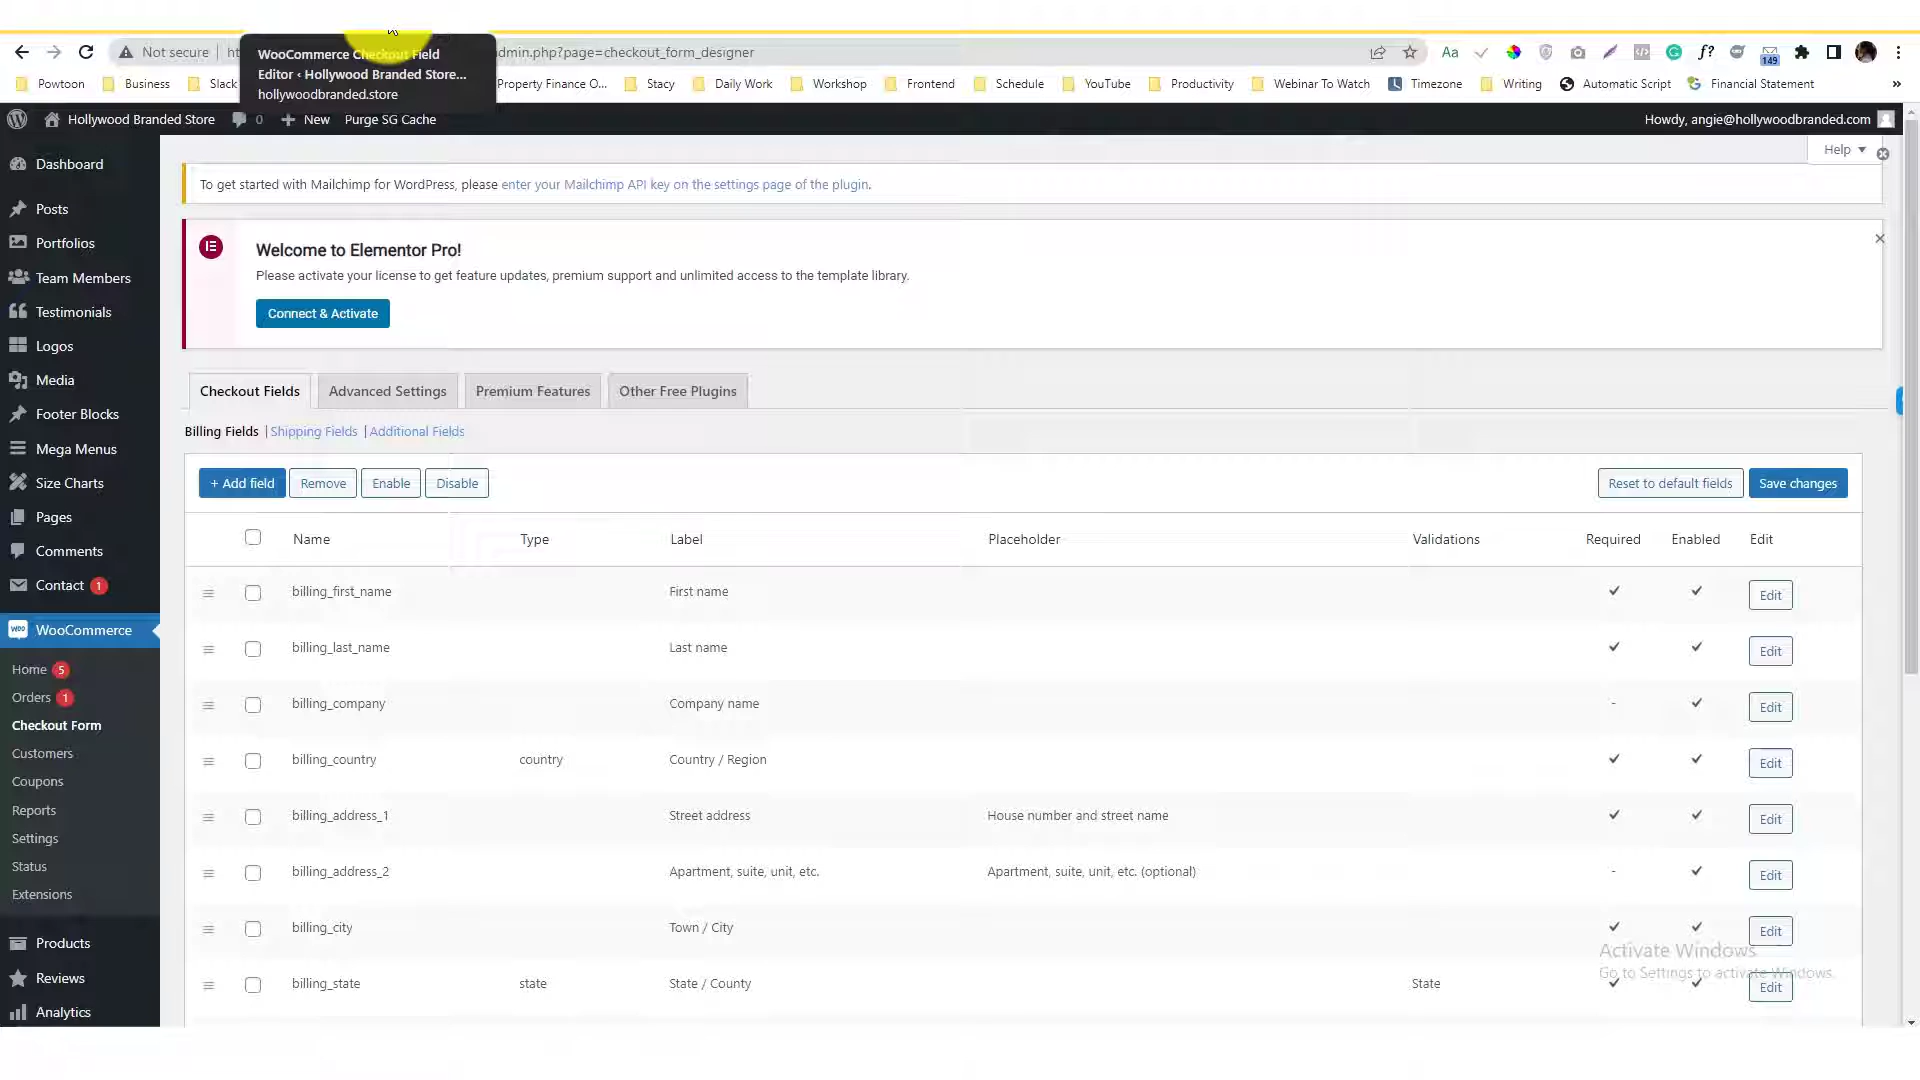 Not secure
ht
dmin.php?page=checkout_form_designer
Aa
f?
149
WooCommerce Checkout Field
Editor ‹ Hollywood Branded Store...
hollywoodbranded.store
Powtoon
Business
Slack
Property Finance O...
Stacy
Daily Work
Workshop
Frontend
Schedule
YouTube
Productivity
Webinar To Watch
Timezone
Writing
Automatic Script
Financial Statement
»
Hollywood Branded Store
0
New
Purge SG Cache
Howdy, angie@hollywoodbranded.com
Dashboard
Posts
Portfolios
Team Members
Testimonials
Logos
Media
Footer Blocks
Mega Menus
Size Charts
Pages
Comments
Contact 1
WooCommerce
Home 5
Orders 1
Checkout Form
Customers
Coupons
Reports
Settings
Status
Extensions
Products
Reviews
Analytics
Help
To get started with Mailchimp for WordPress, please enter your Mailchimp API key on the settings page of the plugin.
Welcome to Elementor Pro!
Please activate your license to get feature updates, premium support and unlimited access to the template library.
Connect & Activate
Checkout Fields
Advanced Settings
Premium Features
Other Free Plugins
Billing Fields | Shipping Fields | Additional Fields
+ Add field
Remove
Enable
Disable
Reset to default fields
Save changes
Name Type Label Placeholder Validations Required Enabled Edit
billing_first_name First name ✓ ✓ Edit
billing_last_name Last name ✓ ✓ Edit
billing_company Company name - ✓ Edit
billing_country country Country / Region ✓ ✓ Edit
billing_address_1 Street address House number and street name ✓ ✓ Edit
billing_address_2 Apartment, suite, unit, etc. Apartment, suite, unit, etc. (optional) - ✓ Edit
billing_city Town / City ✓ ✓ Edit
billing_state state State / County State ✓ ✓ Edit
Activate Windows
Go to Settings to activate Windows.